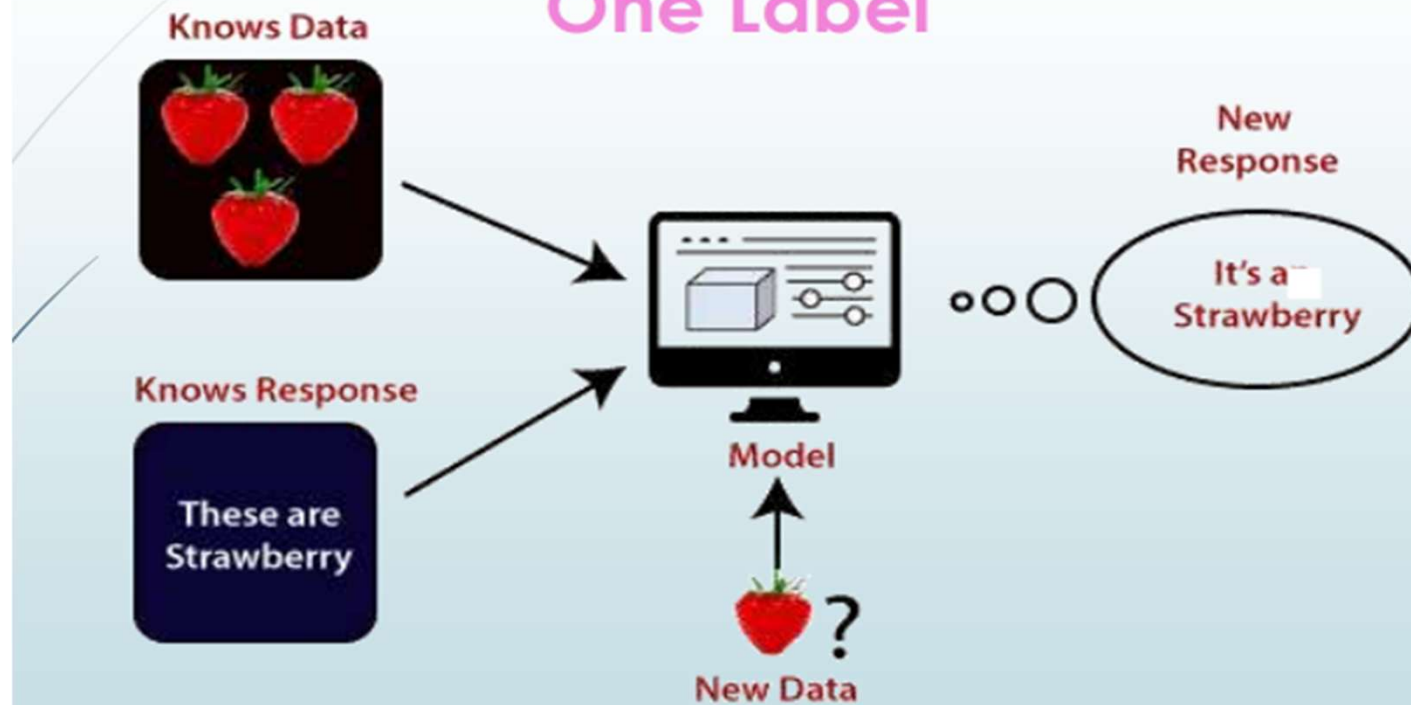 One Label
Knows Data
New
Response
It's a
Strawberry
Knows Response
These are
Strawberry
Model
?
New Data